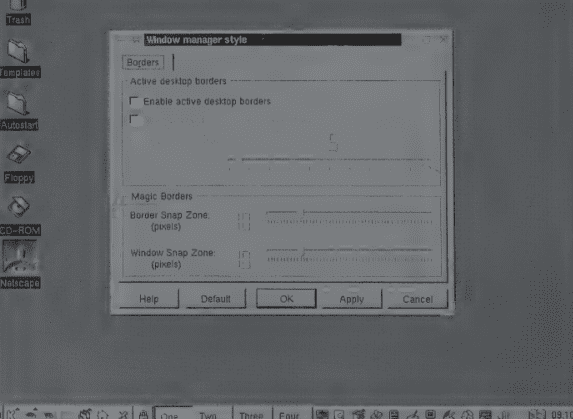 Trash
Templates
Autostart
Floppy
CD-ROM
Netscape
Window manager style
Borders
Active desktop borders
Enable active desktop borders
Magic Borders
Border Snap Zone:
(pixels)
Window Snap Zone:
(pixels)
Help Default OK Apply Cancel
One Two Three Four